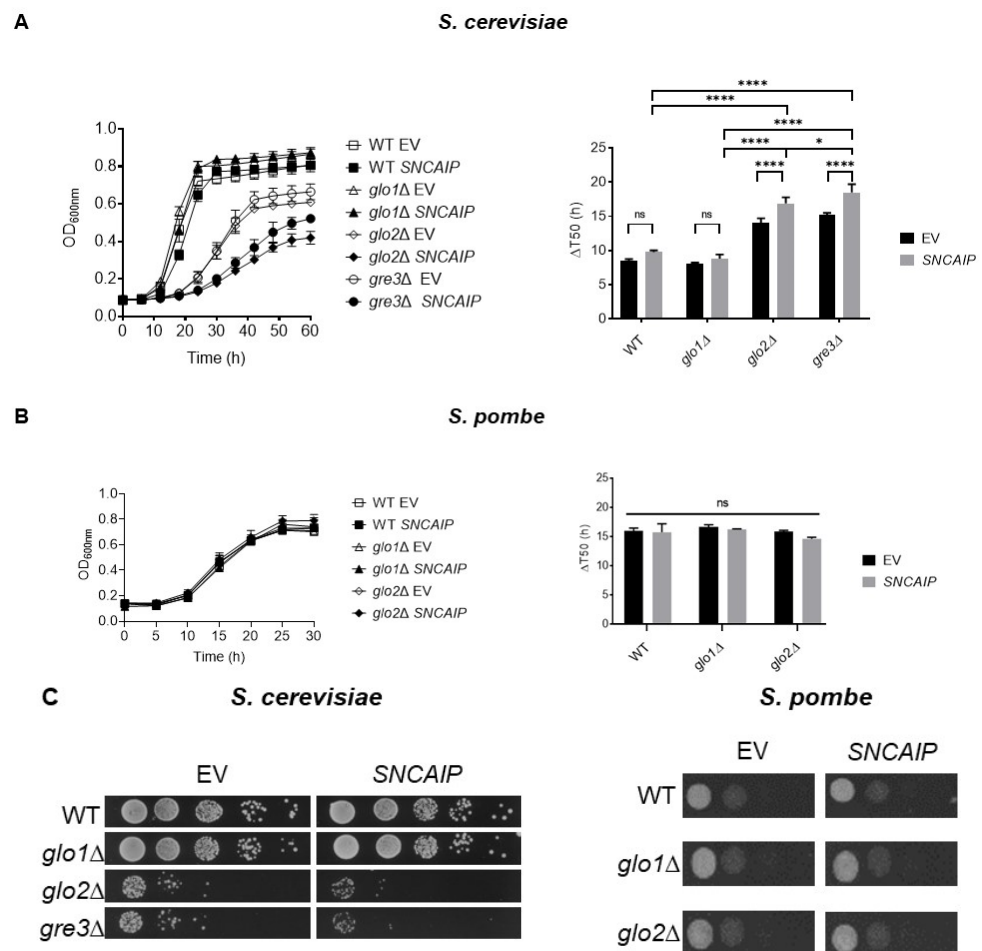 A
S. cerevisiae
OD600nm
1.0
0.8
0.6
0.4
0.2
0.0
0 10 20 30 40 50 60
Time (h)
WT EV
WT SNCAIP
glo1Δ EV
glo1Δ SNCAIP
glo2Δ EV
glo2Δ SNCAIP
gre3Δ EV
gre3Δ SNCAIP
ΔT50 (h)
25
20
15
10
5
0
****
****
****
**** *
ns ns **** ****
WT glo1Δ glo2Δ gre3Δ
EV
SNCAIP
B
S. pombe
OD600nm
1.0
0.8
0.6
0.4
0.2
0.0
0 5 10 15 20 25 30
Time (h)
WT EV
WT SNCAIP
glo1Δ EV
glo1Δ SNCAIP
glo2Δ EV
glo2Δ SNCAIP
ΔT50 (h)
25
20
15
10
5
0
ns
WT glo1Δ glo2Δ
EV
SNCAIP
C
S. cerevisiae
EV SNCAIP
WT
glo1Δ
glo2Δ
gre3Δ
S. pombe
EV SNCAIP
WT
glo1Δ
glo2Δ